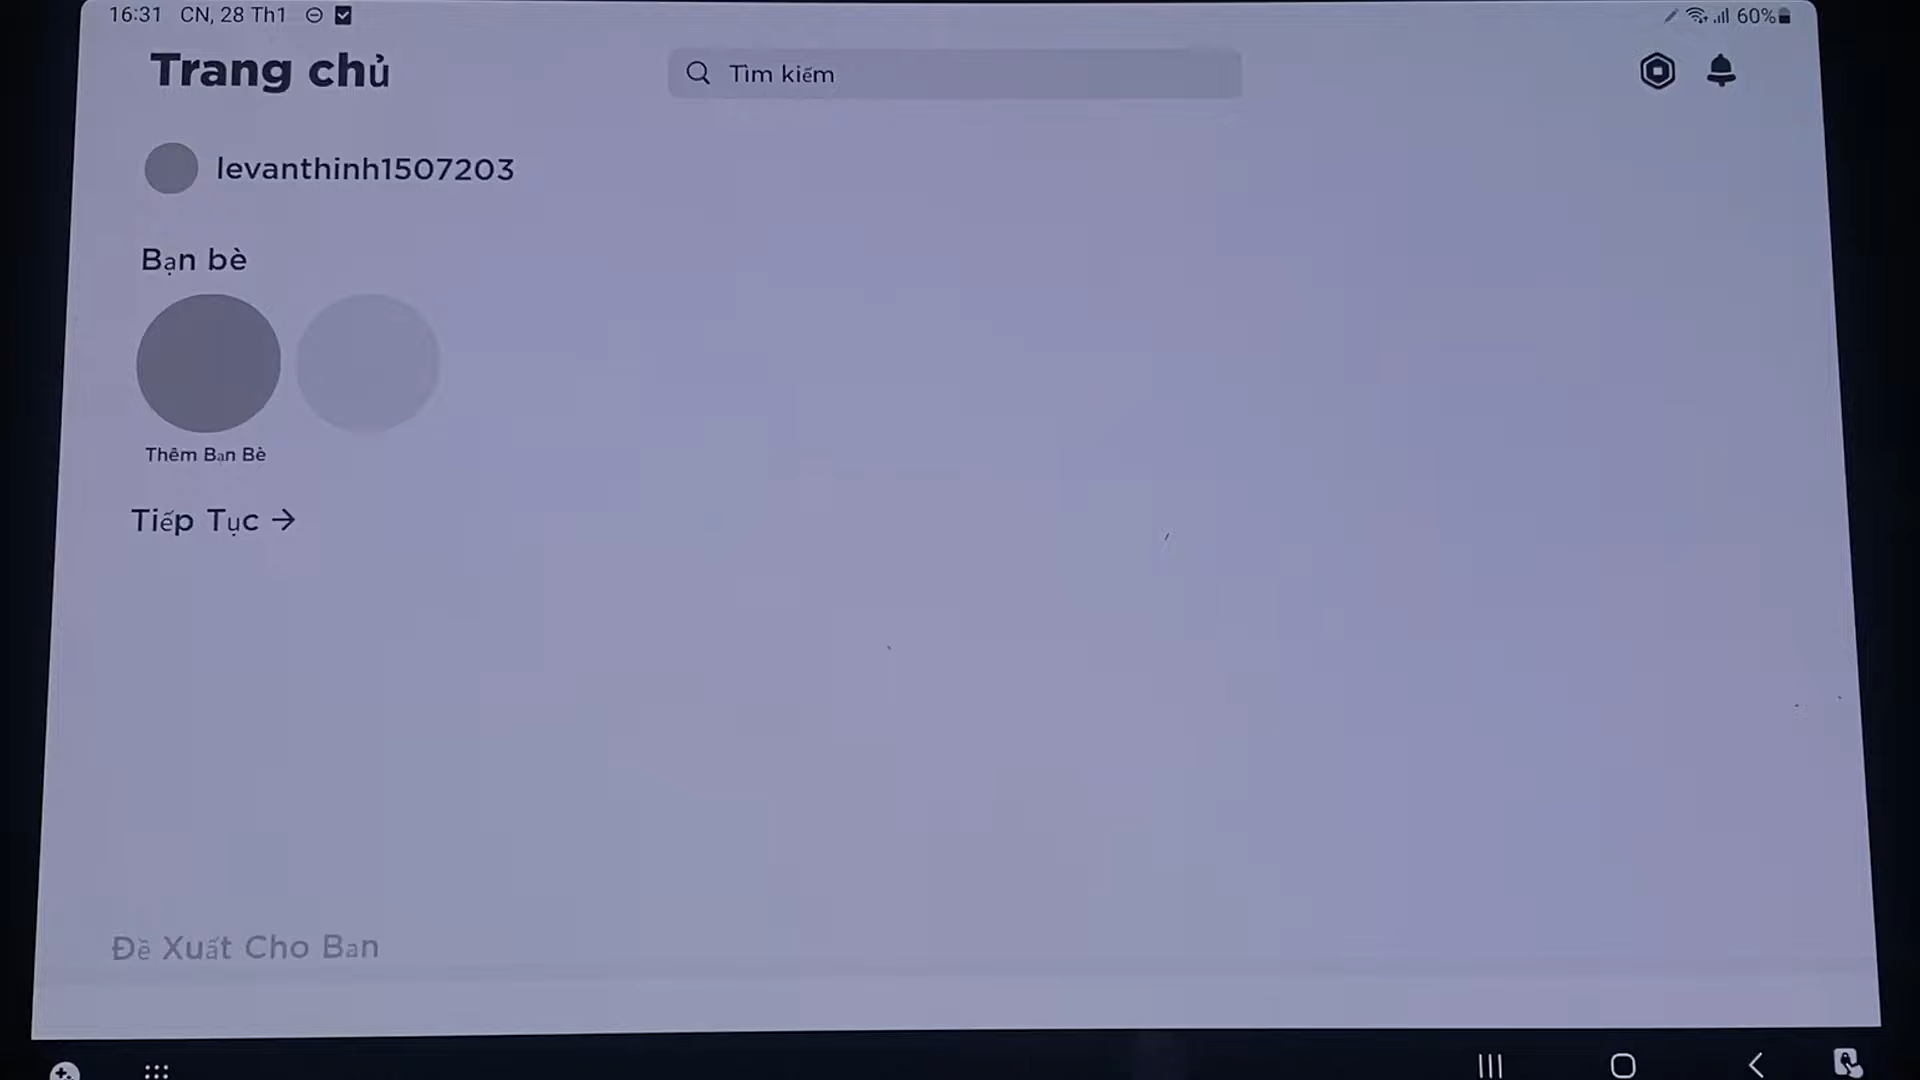 16:31 CN, 28 Th1 60%
Trang chủ
Tìm kiếm
levanthinh1507203
Bạn bè
Thêm Bạn Bè
Tiếp Tục →
Đề Xuất Cho Bạn